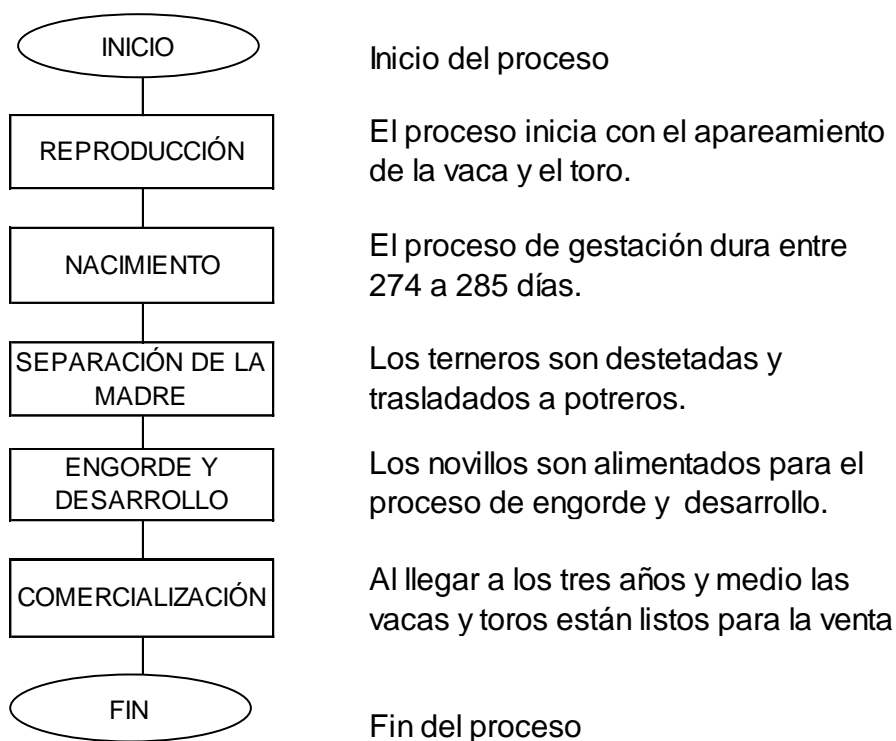 INICIO
Inicio del proceso
REPRODUCCIÓN
El proceso inicia con el apareamiento
de la vaca y el toro.
NACIMIENTO
El proceso de gestación dura entre
274 a 285 días.
SEPARACIÓN DE LA
MADRE
Los terneros son destetadas y
trasladados a potreros.
ENGORDE Y
DESARROLLO
Los novillos son alimentados para el
proceso de engorde y desarrollo.
COMERCIALIZACIÓN
Al llegar a los tres años y medio las
vacas y toros están listos para la venta
FIN
Fin del proceso